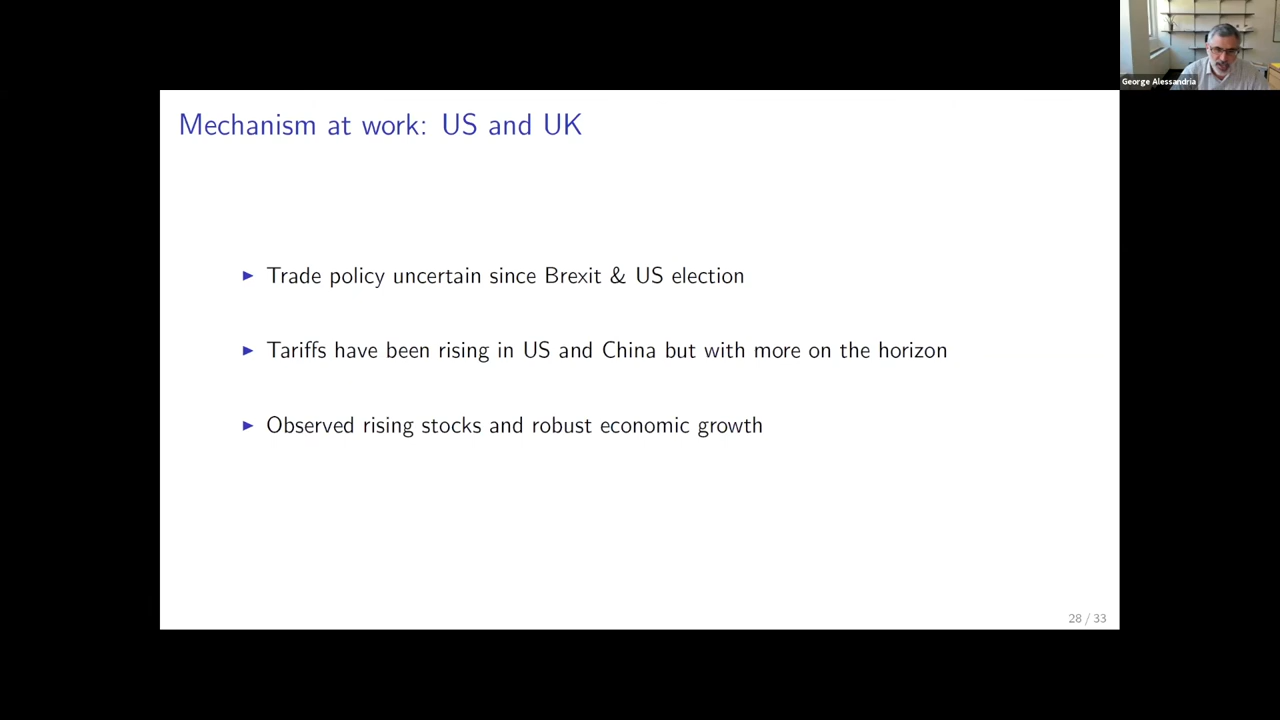 George Alessandria
Mechanism at work: US and UK
► Trade policy uncertain since Brexit & US election
► Tariffs have been rising in US and China but with more on the horizon
► Observed rising stocks and robust economic growth
28 / 33